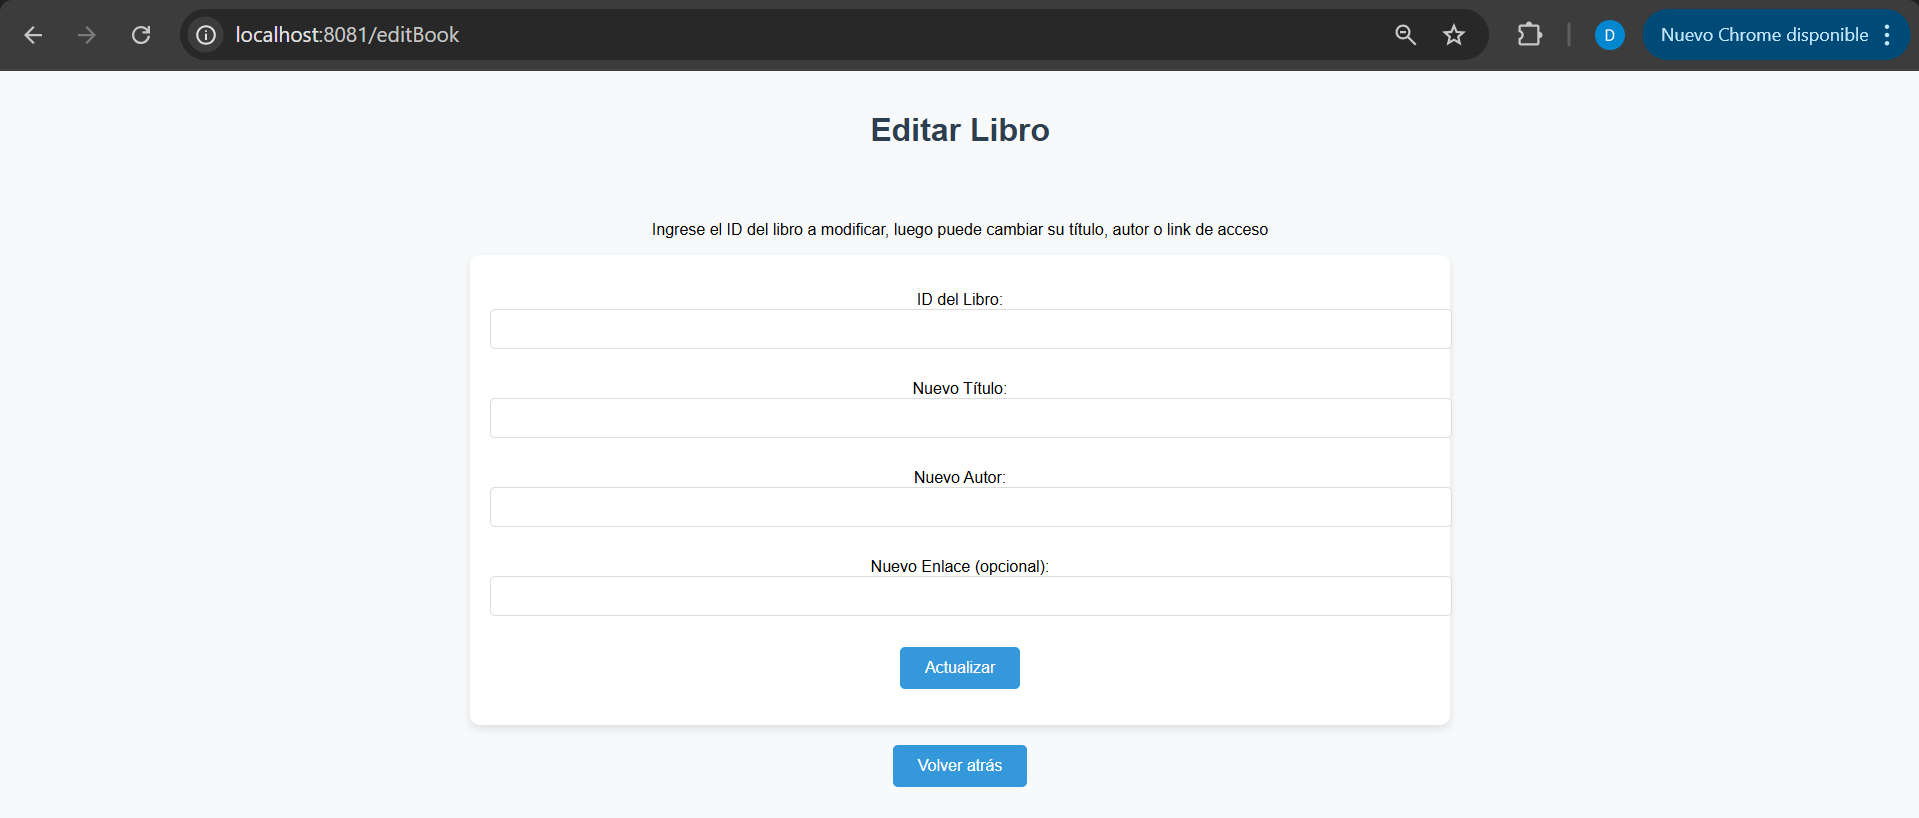 localhost:8081/editBook
D
Nuevo Chrome disponible
Editar Libro
Ingrese el ID del libro a modificar, luego puede cambiar su título, autor o link de acceso
ID del Libro:
Nuevo Título:
Nuevo Autor:
Nuevo Enlace (opcional):
Actualizar
Volver atrás